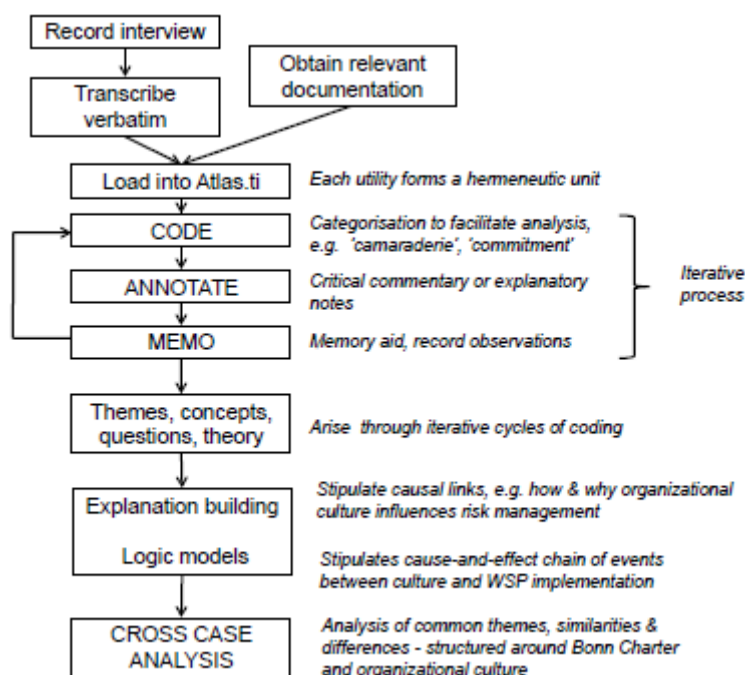 Record interview
Obtain relevant
documentation
Transcribe
verbatim
Load into Atlas.ti
Each utility forms a hermeneutic unit
CODE
Categorisation to facilitate analysis,
e.g. 'camaraderie', 'commitment'
ANNOTATE
Critical commentary or explanatory
notes
Iterative
process
MEMO
Memory aid, record observations
Themes, concepts,
questions, theory
Arise through iterative cycles of coding
Explanation building
Stipulate causal links, e.g. how & why organizational
culture influences risk management
Logic models
Stipulates cause-and-effect chain of events
between culture and WSP implementation
CROSS CASE
ANALYSIS
Analysis of common themes, similarities &
differences - structured around Bonn Charter
and organizational culture